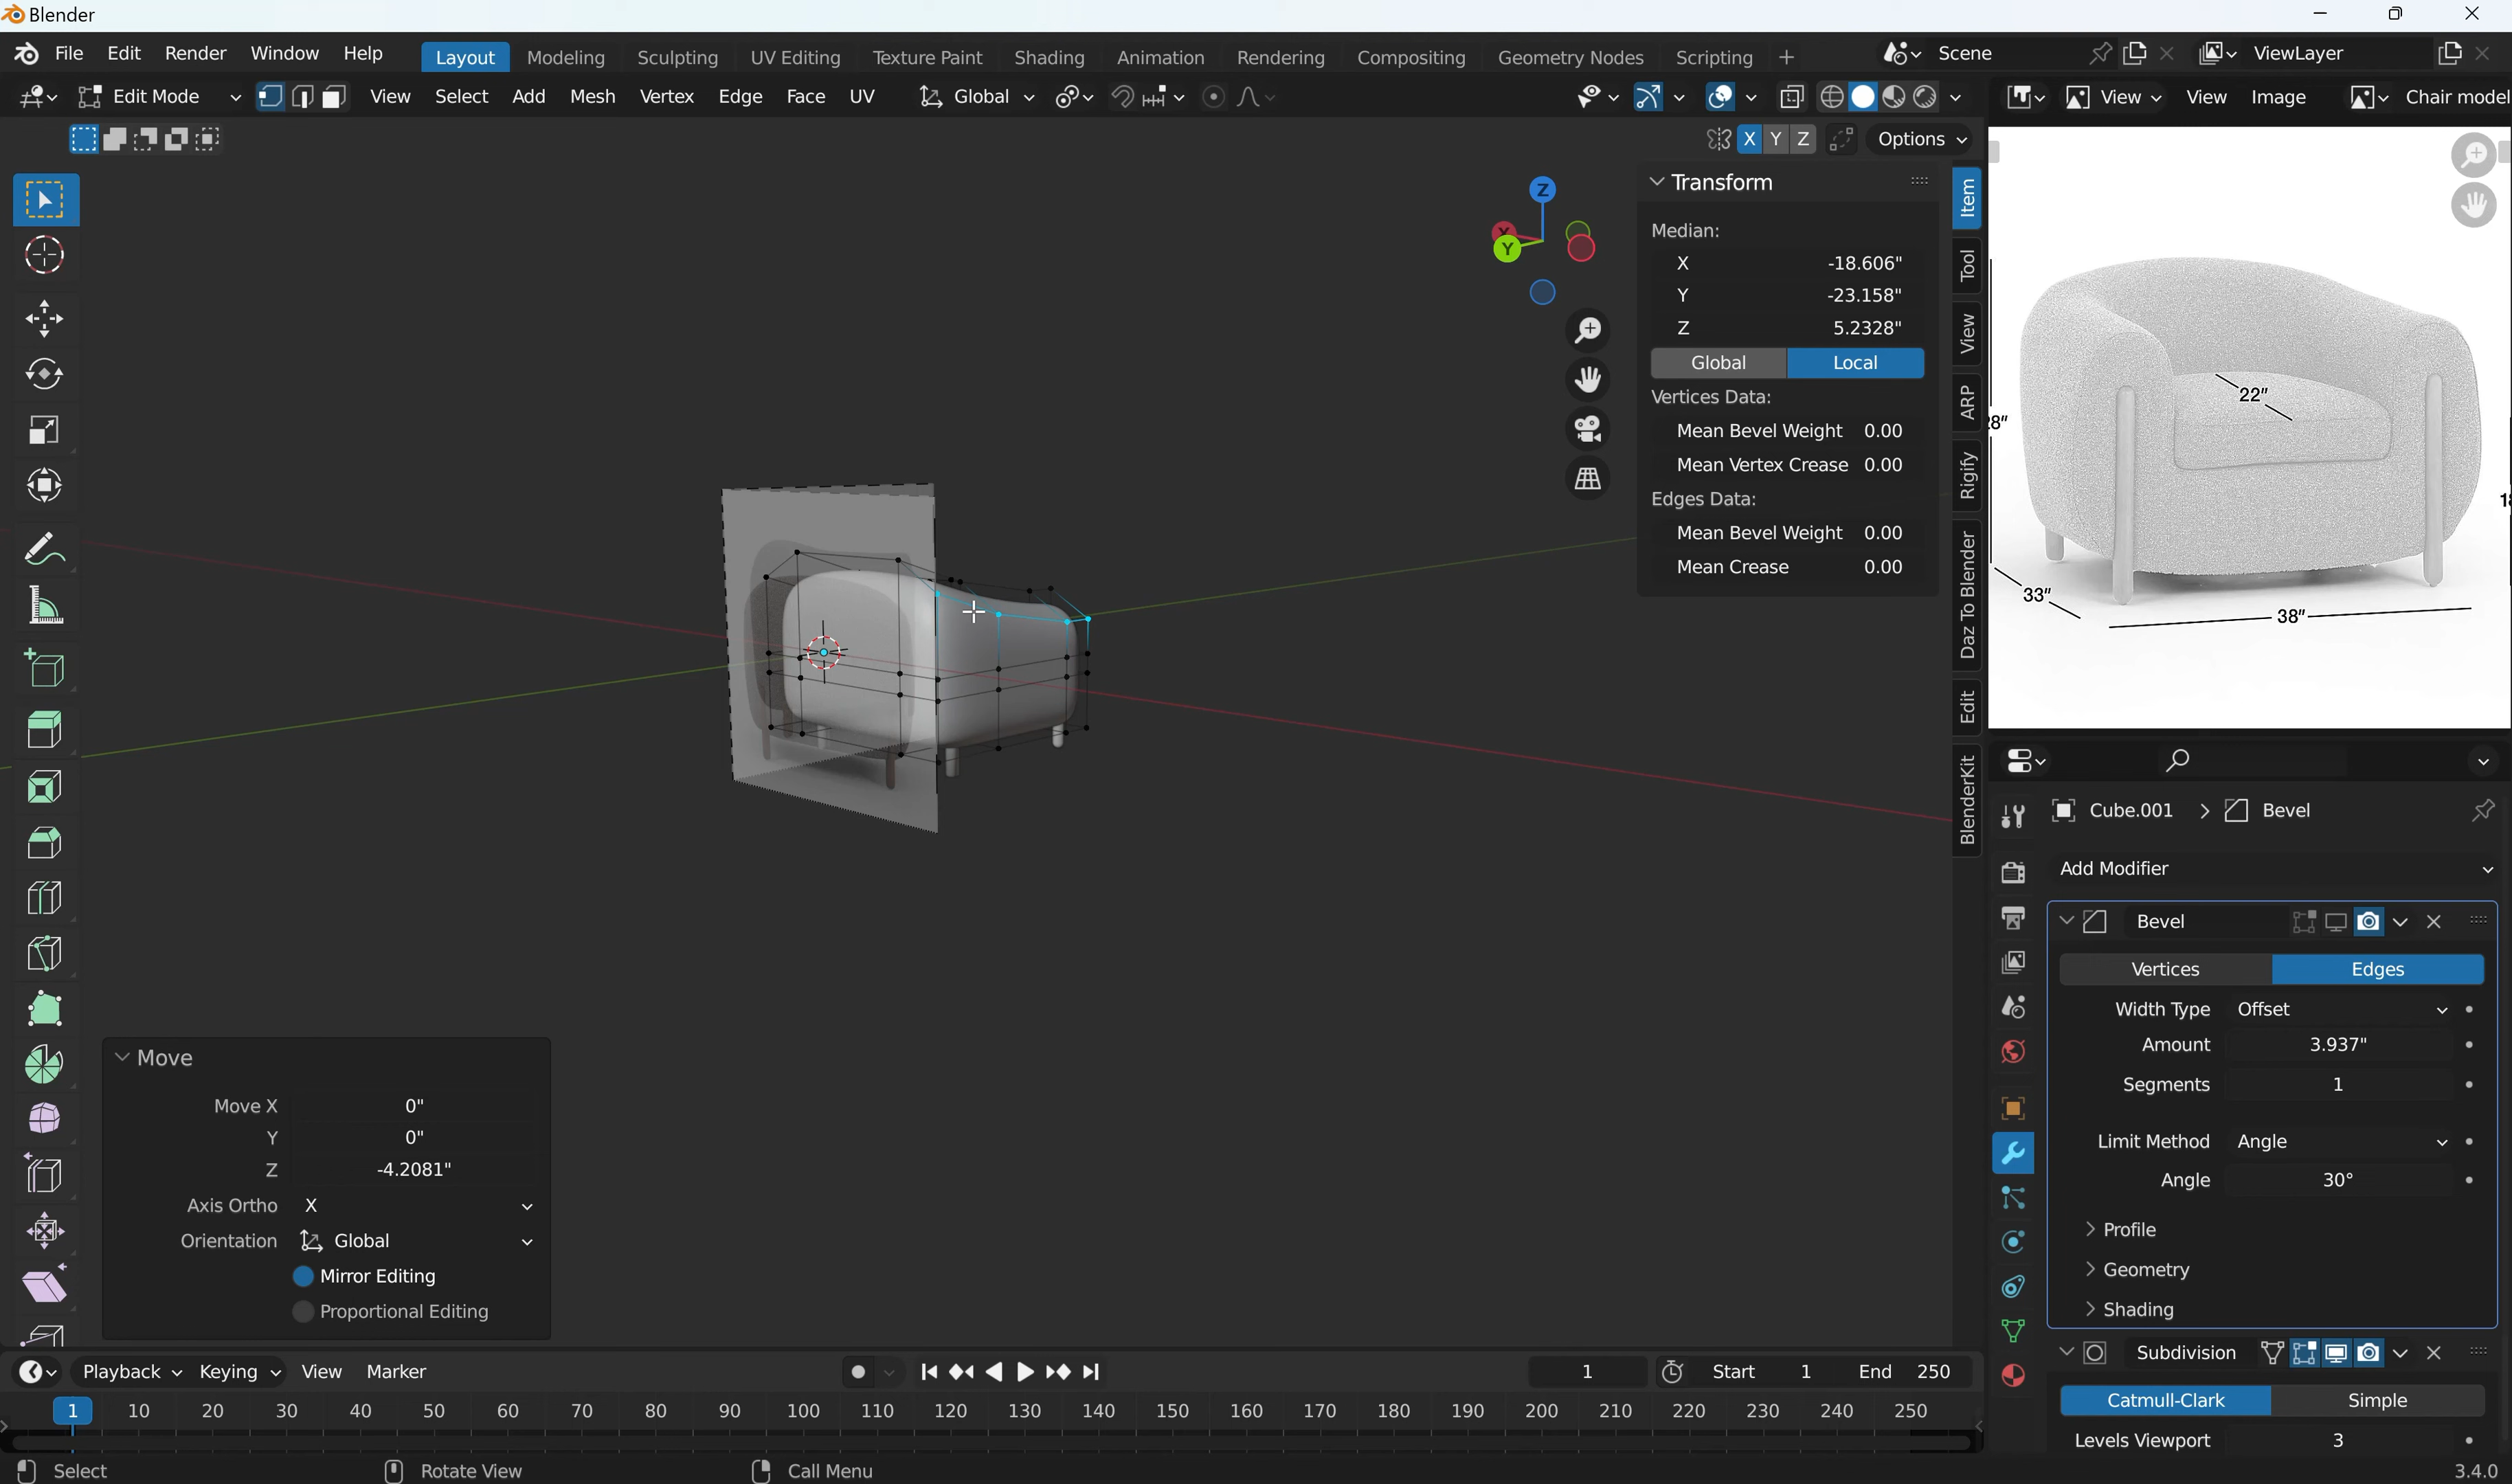 Blender
File Edit Render Window Help Layout Modeling Sculpting UV Editing Texture Paint Shading Animation Rendering Compositing Geometry Nodes Scripting + Scene ViewLayer
Edit Mode View Select Add Mesh Vertex Edge Face UV Global View View Image Chair model
X Y Z Options
Transform
Median:
X -18.606"
Y -23.158"
Z 5.2328"
Global Local
Vertices Data:
Mean Bevel Weight 0.00
Mean Vertex Crease 0.00
Edges Data:
Mean Bevel Weight 0.00
Mean Crease 0.00
Z
X
Y
Item
Tool
View
ARP
Rigify
Daz To Blender
Edit
BlenderKit
22"
28"
18
33"
38"
Cube.001 > Bevel
Add Modifier
Bevel
Vertices Edges
Width Type Offset
Amount 3.937"
Segments 1
Limit Method Angle
Angle 30°
Profile
Geometry
Shading
Subdivision
Catmull-Clark Simple
Levels Viewport 3
Move
Move X 0"
Y 0"
Z -4.2081"
Axis Ortho X
Orientation Global
Mirror Editing
Proportional Editing
Playback Keying View Marker 1 Start 1 End 250
1 10 20 30 40 50 60 70 80 90 100 110 120 130 140 150 160 170 180 190 200 210 220 230 240 250
Select Rotate View Call Menu 3.4.0